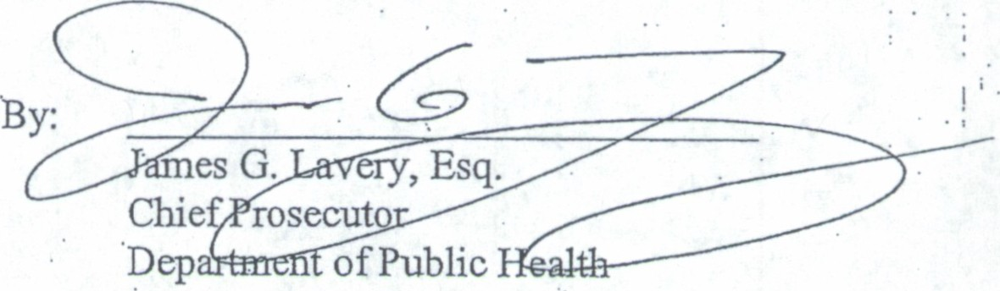 By:
James G. Lavery, Esq.
Chief Prosecutor
Department of Public Health